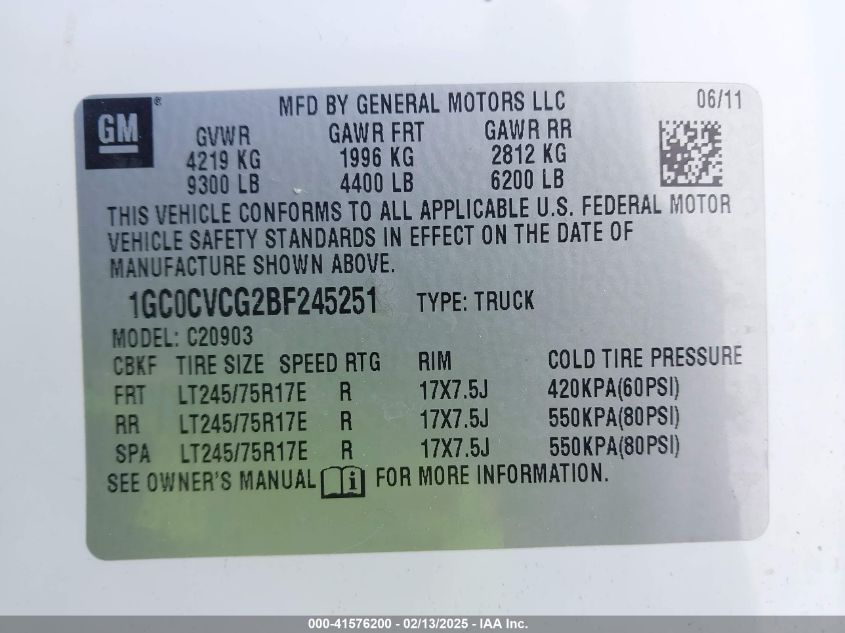 GM®
MFD BY GENERAL MOTORS LLC 06/11
GVWR GAWR FRT GAWR RR
4219 KG 1996 KG 2812 KG
9300 LB 4400 LB 6200 LB
THIS VEHICLE CONFORMS TO ALL APPLICABLE U.S. FEDERAL MOTOR
VEHICLE SAFETY STANDARDS IN EFFECT ON THE DATE OF
MANUFACTURE SHOWN ABOVE.
1GC0CVCG2BF245251 TYPE: TRUCK
MODEL: C20903
CBKF TIRE SIZE SPEED RTG RIM COLD TIRE PRESSURE
FRT LT245/75R17E R 17X7.5J 420KPA(60PSI)
RR LT245/75R17E R 17X7.5J 550KPA(80PSI)
SPA LT245/75R17E R 17X7.5J 550KPA(80PSI)
SEE OWNER'S MANUAL i FOR MORE INFORMATION.
000-41576200 - 02/13/2025 - IAA Inc.